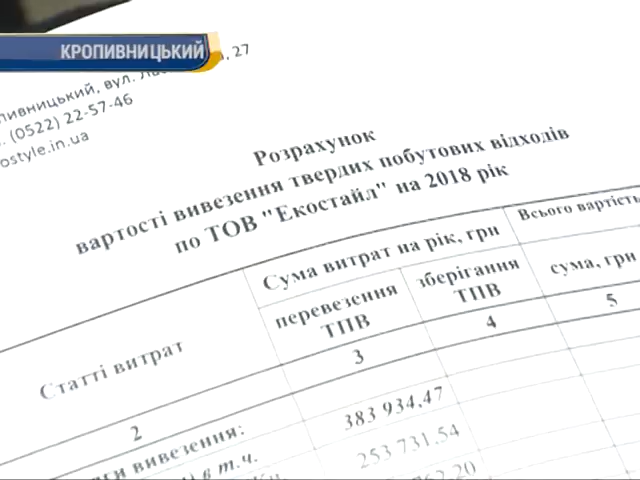 КРОПИВНИЦЬКИЙ
27
вул.
(0522) 22-57-46
ostyle.in.ua
Розрахунок
вартості вивезення твердих побутових відходів
по ТОВ "Екостайл" на 2018 рік
Статті витрат
Сума витрат на рік, грн
Всього вартість
перевезення
ТПВ
зберігання
ТПВ
сума, грн
2
3
4
5
вивезення:
383 934,47
в т.ч.
253 731.54